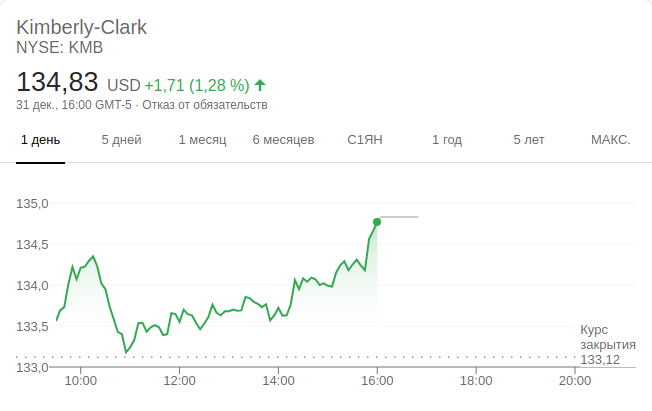 Kimberly-Clark
NYSE: KMB
134,83 USD +1,71 (1,28 %)
31 дек., 16:00 GMT-5 · Отказ от обязательств
1 день 5 дней 1 месяц 6 месяцев С1ЯН 1 год 5 лет МАКС.
135,0
134,5
134,0
133,5
Курс
закрытия
133,12
133,0
10:00 12:00 14:00 16:00 18:00 20:00